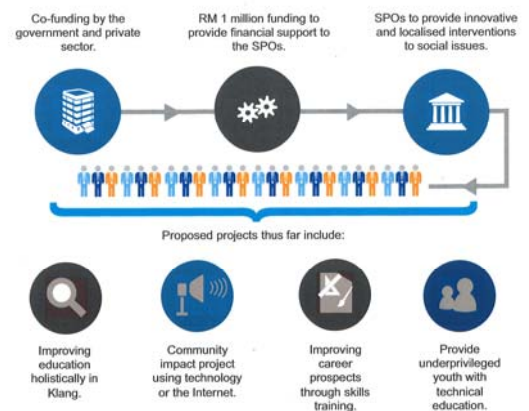 Co-funding by the
government and private
sector.
RM 1 million funding to
provide financial support to
the SPOs.
SPOs to provide innovative
and localised interventions
to social issues.
Proposed projects thus far include:
Improving
education
holistically in
Klang.
Community
impact project
using technology
or the Internet.
Improving
career
prospects
through skills
training.
Provide
underprivileged
youth with
technical
education.